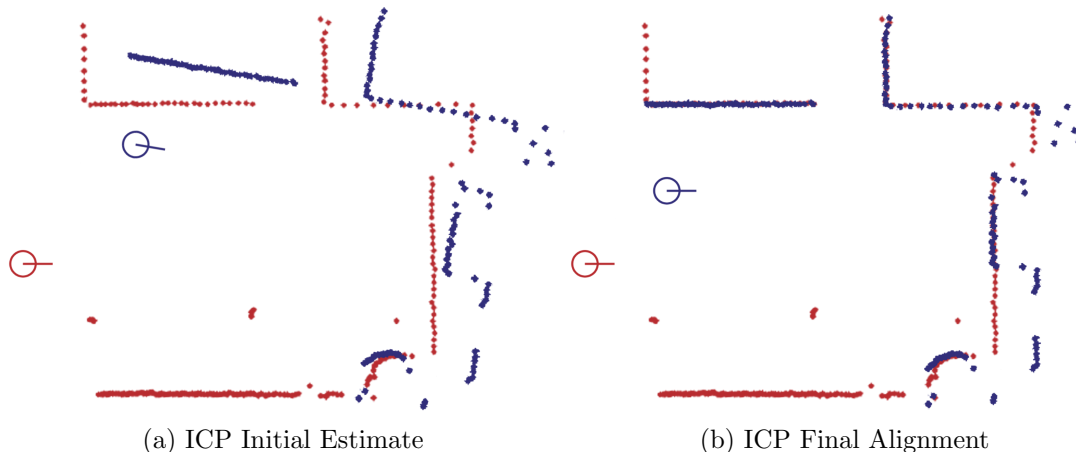 (a) ICP Initial Estimate
(b) ICP Final Alignment